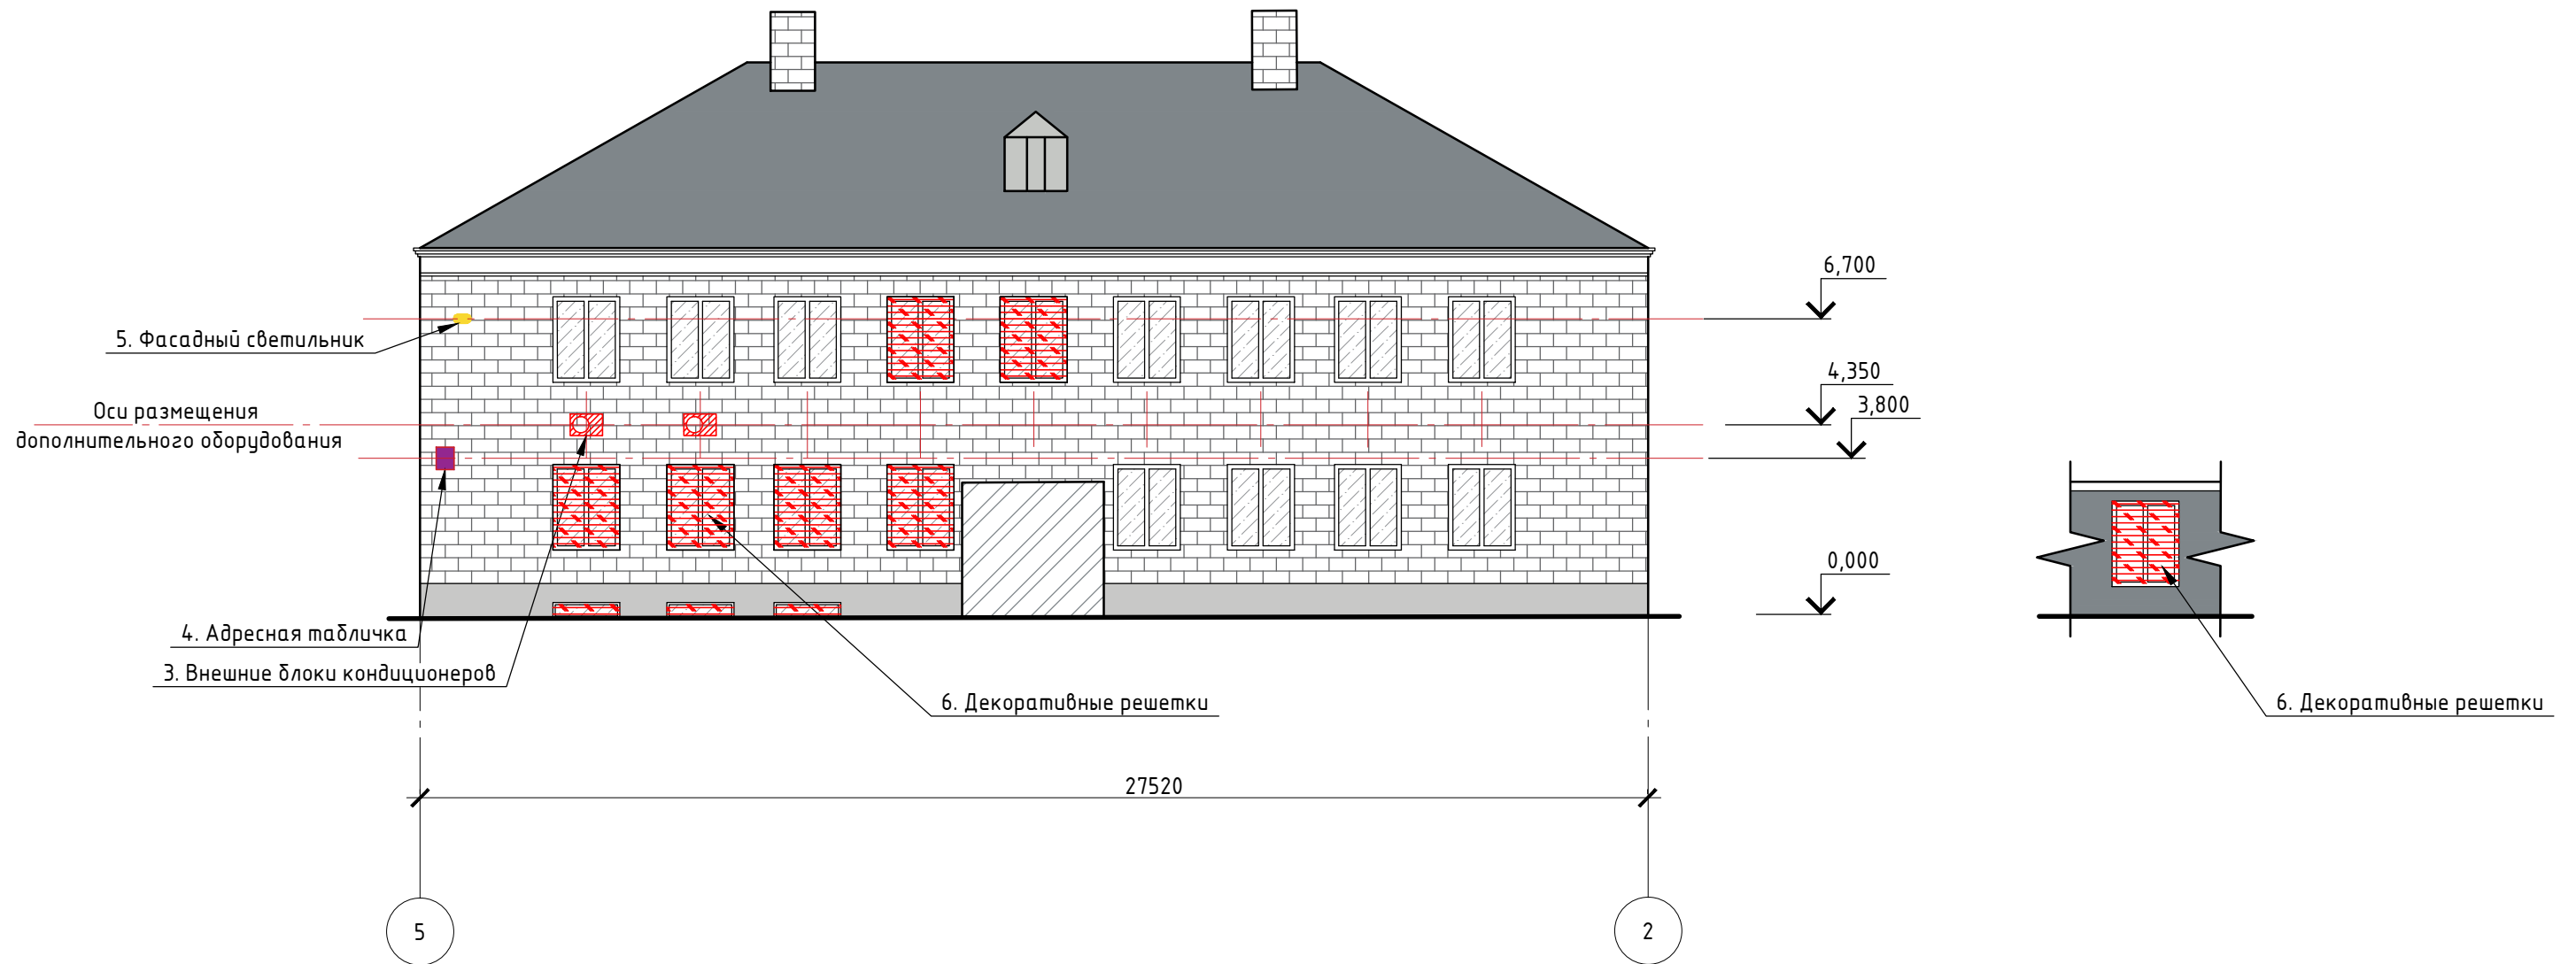 6,700
5. Фасадный светильник
4,350
Оси размещения
дополнительного оборудования
3,800
0,000
4. Адресная табличка
3. Внешние блоки кондиционеров
6. Декоративные решетки
6. Декоративные решетки
27520
5
2